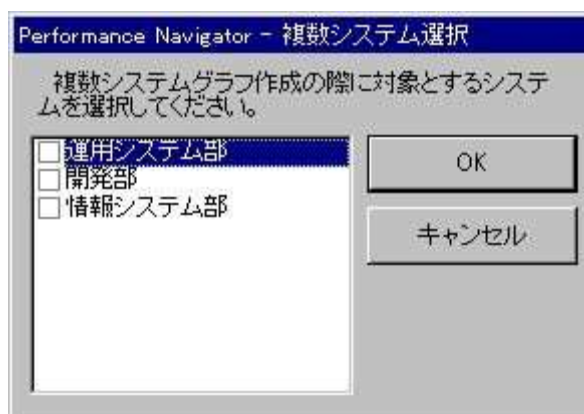 Performance Navigator - 複数システム選択
複数システムグラフ作成の際に対象とするシステ
ムを選択してください。
運用システム部
OK
開発部
情報システム部
キャンセル